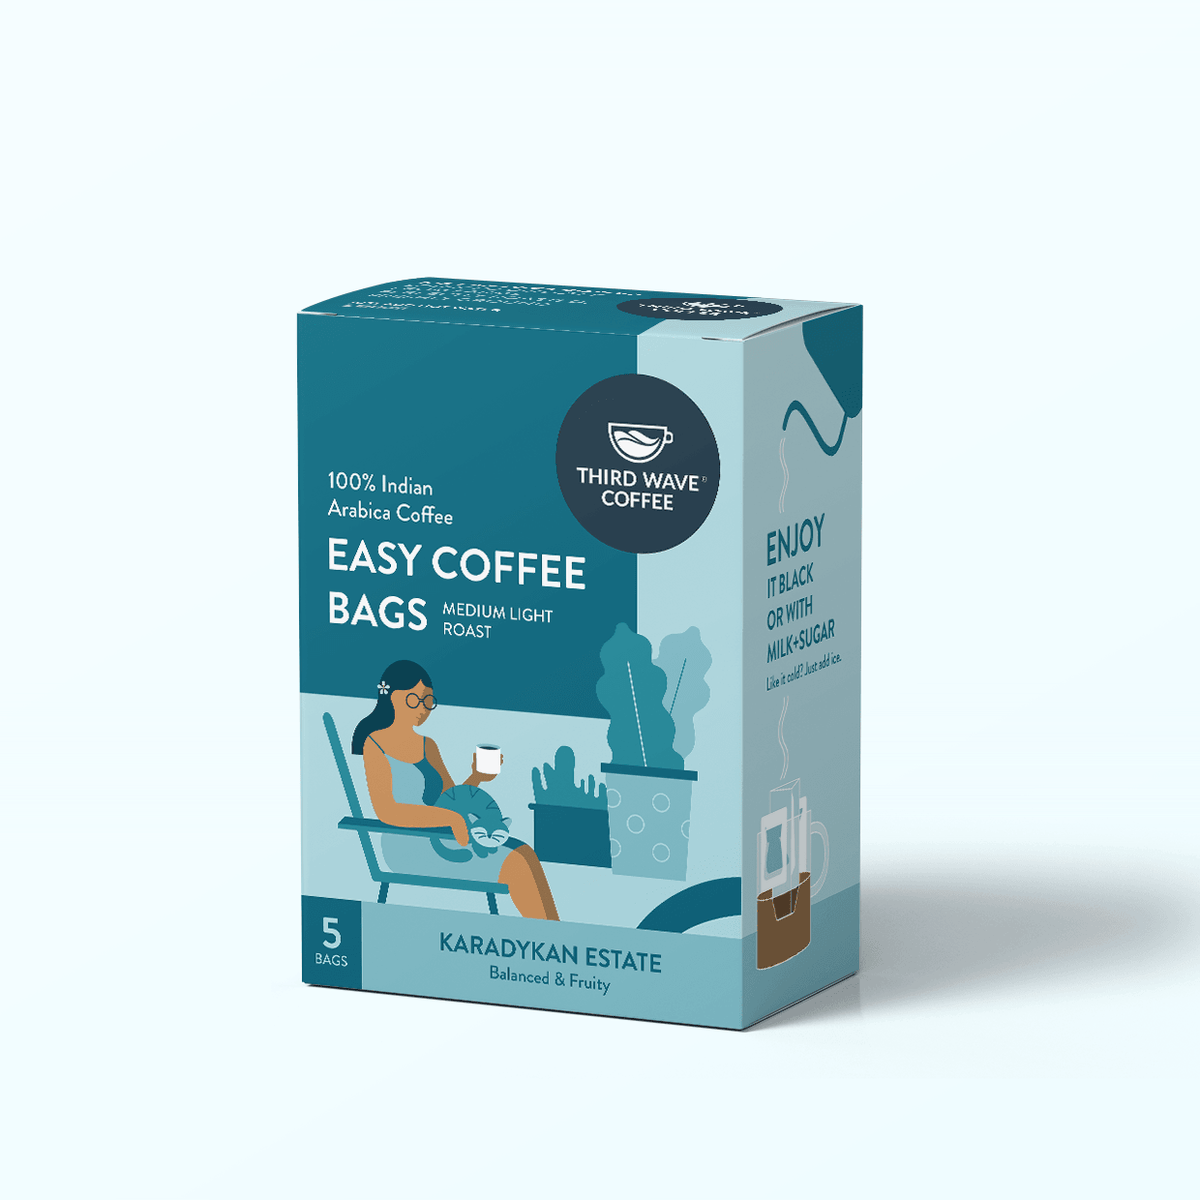 THIRD WAVE
COFFEE
100% Indian
Arabica Coffee
EASY COFFEE
BAGS
MEDIUM LIGHT
ROAST
5
BAGS
KARADYKAN ESTATE
Balanced & Fruity
ENJOY
IT BLACK
OR WITH
MILK+SUGAR
Like it cold? Just add ice.